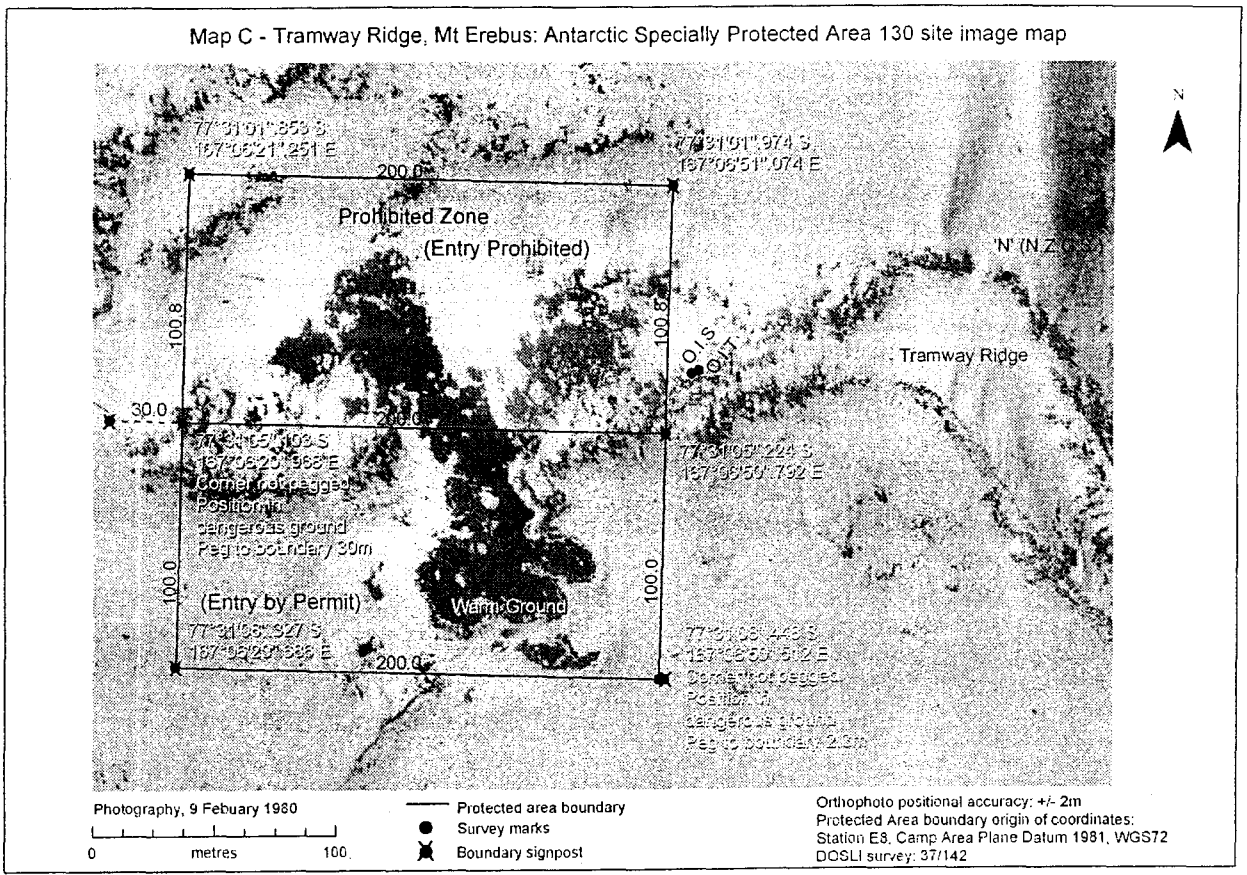 Map C - Tramway Ridge, Mt Erebus: Antarctic Specially Protected Area 130 site image map
N
77°31'01".853 S
167°06'21".251 E
77°31'01".974 S
167°06'51".074 E
200.0
Prohibited Zone
(Entry Prohibited)
'N' (N.Z.G.S.)
100.8
100.8
OIS
OIT
Tramway Ridge
30.0
200.0
77°31'05".103 S
77°31'05".224 S
167°06'50".792 E
Corner not pegged
Position in
dangerous ground
Peg to boundary 30m
100.0
100.0
(Entry by Permit)
Warm Ground
77°31'08".327 S
77°31'08".448 S
167°06'50".512 E
200.0
Corner not pegged
Position in
dangerous ground
Peg to boundary 2.3m
Photography, 9 Febuary 1980
0 metres 100
Protected area boundary
Survey marks
Boundary signpost
Orthophoto positional accuracy: +/- 2m
Protected Area boundary origin of coordinates:
Station E8, Camp Area Plane Datum 1981, WGS72
DOSLI survey: 37/142